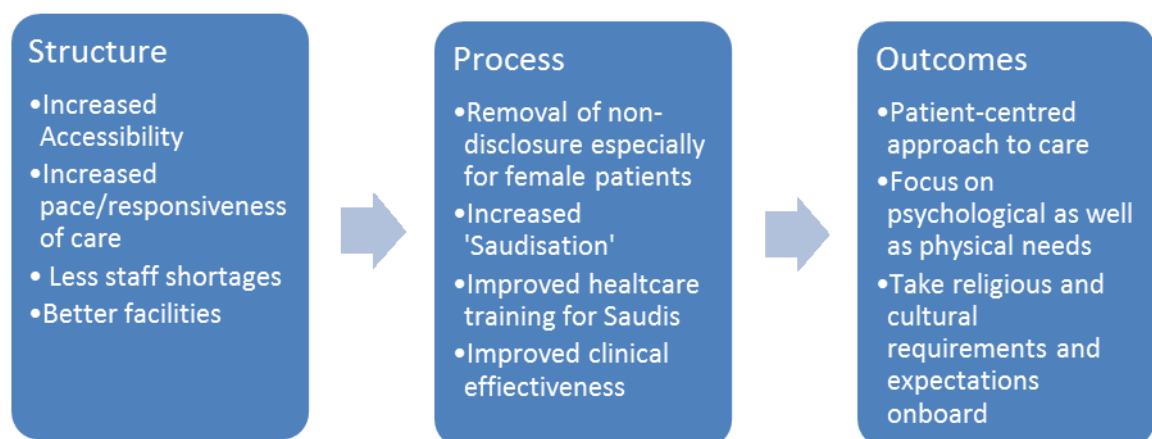 Structure
•Increased
Accessibility
•Increased
pace/responsiveness
of care
• Less staff shortages
•Better facilities
Process
•Removal of non-
disclosure especially
for female patients
•Increased
'Saudisation'
•Improved healtcare
training for Saudis
•Improved clinical
effiectiveness
Outcomes
•Patient-centred
approach to care
•Focus on
psychological as well
as physical needs
•Take religious and
cultural
requirements and
expectations
onboard